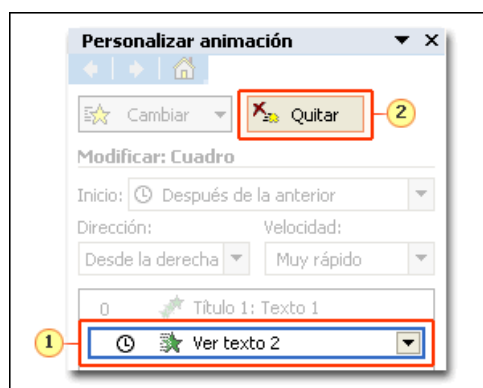 Personalizar animación
Cambiar Quitar 2
Modificar: Cuadro
Inicio: Después de la anterior
Dirección: Velocidad:
Desde la derecha Muy rápido
0 Título 1: Texto 1
1 Ver texto 2